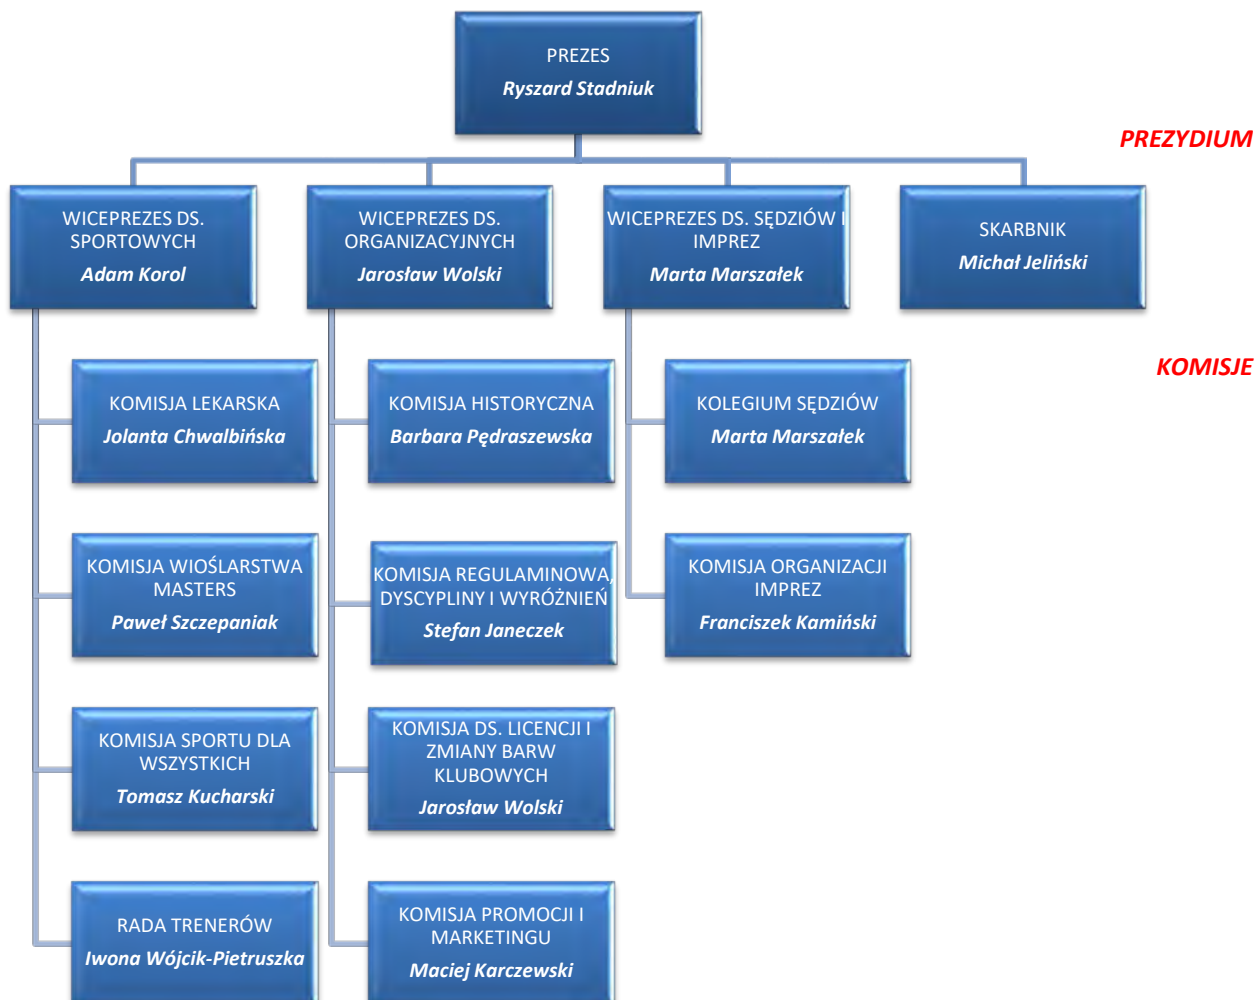 PREZES
Ryszard Stadniuk
PREZYDIUM
WICEPREZES DS.
SPORTOWYCH
Adam Korol
WICEPREZES DS.
ORGANIZACYJNYCH
Jarosław Wolski
WICEPREZES DS. SĘDZIÓW I
IMPREZ
Marta Marszałek
SKARBNIK
Michał Jeliński
KOMISJE
KOMISJA LEKARSKA
Jolanta Chwalbińska
KOMISJA HISTORYCZNA
Barbara Pędraszewska
KOLEGIUM SĘDZIÓW
Marta Marszałek
KOMISJA WIOŚLARSTWA
MASTERS
Paweł Szczepaniak
KOMISJA REGULAMINOWA,
DYSCYPLINY I WYRÓŻNIEŃ
Stefan Janeczek
KOMISJA ORGANIZACJI
IMPREZ
Franciszek Kamiński
KOMISJA SPORTU DLA
WSZYSTKICH
Tomasz Kucharski
KOMISJA DS. LICENCJI I
ZMIANY BARW
KLUBOWYCH
Jarosław Wolski
RADA TRENERÓW
Iwona Wójcik-Pietruszka
KOMISJA PROMOCJI I
MARKETINGU
Maciej Karczewski